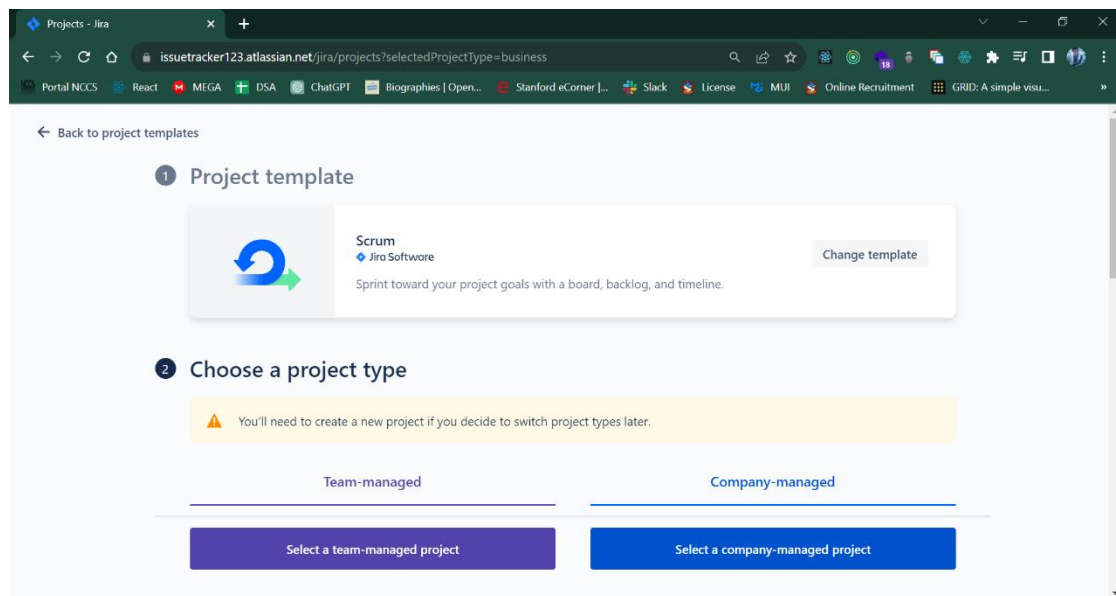 Projects - Jira
issuetracker123.atlassian.net/jira/projects?selectedProjectType=business
18
Portal NCCS React M MEGA DSA ChatGPT Biographies | Open... e Stanford eCorner |... Slack License MUI Online Recruitment GRID: A simple visu... »
Back to project templates
1 Project template
Scrum
Jira Software
Change template
Sprint toward your project goals with a board, backlog, and timeline.
2 Choose a project type
You'll need to create a new project if you decide to switch project types later.
Team-managed Company-managed
Select a team-managed project Select a company-managed project